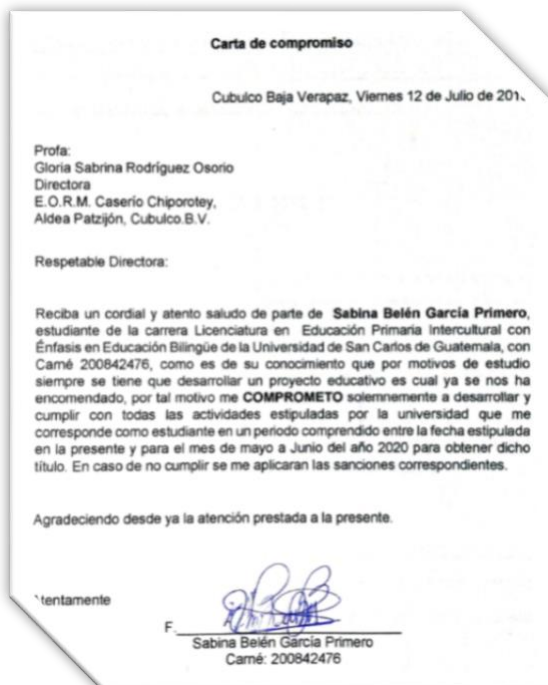 Carta de compromiso
Cubulco Baja Verapaz, Viernes 12 de Julio de
Profa:
Gloria Sabrina Rodríguez Osorio
Directora
E.O.R.M. Caserío Chiporotey,
Aldea Patzijón, Cubulco.B.V.
Respetable Directora:
Reciba un cordial y atento saludo de parte de Sabina Belén García Primero,
estudiante de la carrera Licenciatura en Educación Primaria Intercultural con
Énfasis en Educación Bilingüe de la Universidad de San Carlos de Guatemala, con
Carné 200842476, como es de su conocimiento que por motivos de estudio
siempre se tiene que desarrollar un proyecto educativo es cual ya se nos ha
encomendado, por tal motivo me COMPROMETO solemnemente a desarrollar y
cumplir con todas las actividades estipuladas por la universidad que me
corresponde como estudiante en un periodo comprendido entre la fecha estipulada
en la presente y para el mes de mayo a Junio del año 2020 para obtener dicho
título. En caso de no cumplir se me aplicaran las sanciones correspondientes.
Agradeciendo desde ya la atención prestada a la presente.
tentamente
F.
Sabina Belén García Primero
Carné: 200842476